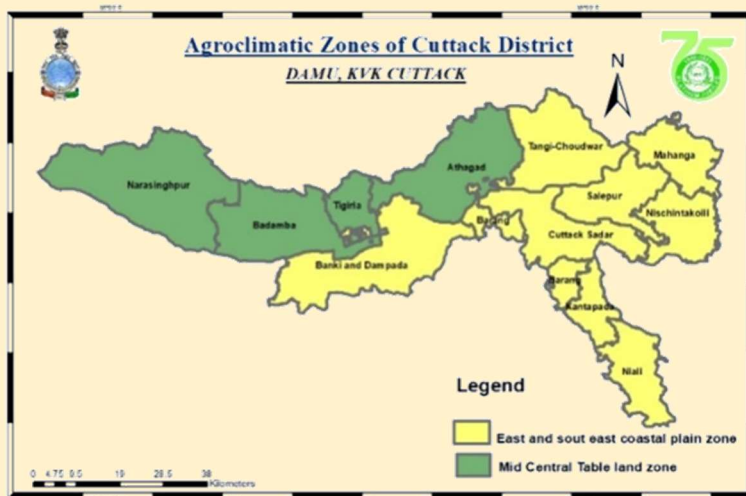 Agroclimatic Zones of Cuttack District
DAMU, KVK CUTTACK
75
N
Athagad
Tangi-Choudwar
Mahanga
Narasinghpur
Tigiria
Salepur
Badamba
Nischintakoili
Cuttack Sadar
Banki and Dampada
Barang
Kantapada
Niali
Legend
East and sout east coastal plain zone
Mid Central Table land zone
0 4.75 9.5 19 28.5 38
Kilometers